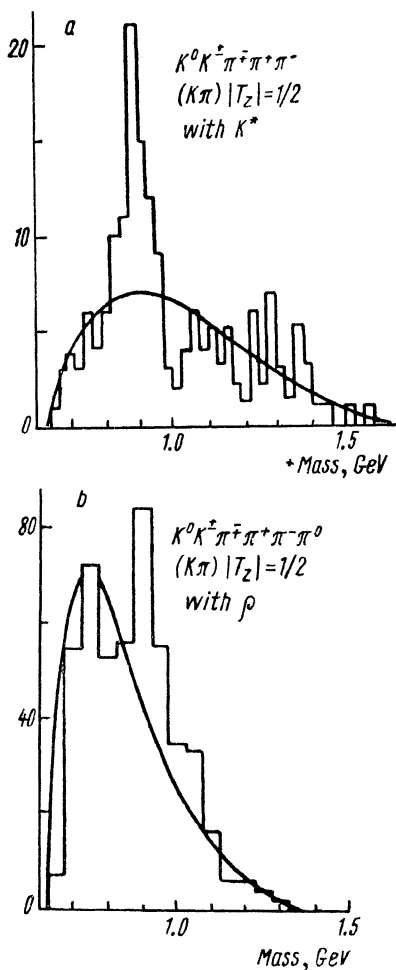 a
K⁰K±π∓π⁺π⁻
(Kπ) |T_z|=1/2
with K*
20
10
0
1.0 1.5
+ Mass, GeV
b
K⁰K±π∓π⁺π⁻π⁰
(Kπ) |T_z|=1/2
with ρ
80
40
0
1.0 1.5
Mass, GeV